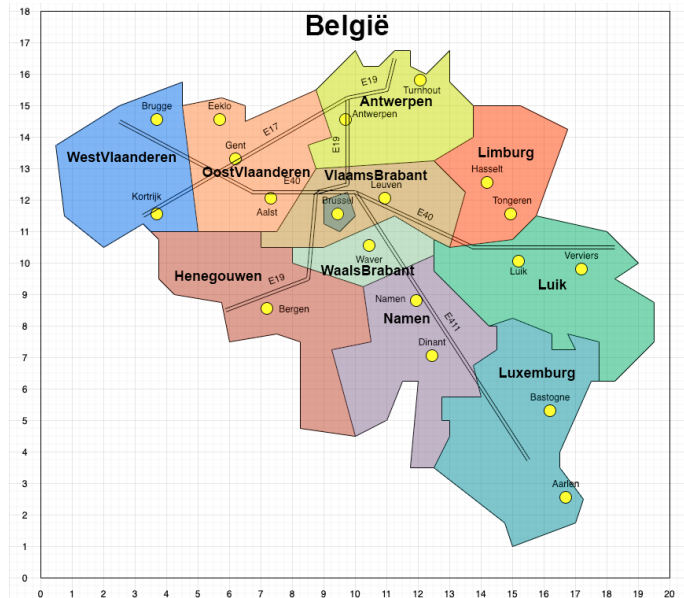 België
18
17
16
15
14
13
12
11
10
9
8
7
6
5
4
3
2
1
0
E19
Turnhout
Antwerpen
Brugge
Eeklo
Antwerpen
E17
E19
Gent
WestVlaanderen
OostVlaanderen
Limburg
VlaamsBrabant
Hasselt
E40
Leuven
Kortrijk
Aalst
Brussel
Tongeren
E40
Waver
Verviers
Luik
Henegouwen
WaalsBrabant
E19
Luik
Namen
Bergen
Namen
E411
Dinant
Luxemburg
Bastogne
Aarlen
0 1 2 3 4 5 6 7 8 9 10 11 12 13 14 15 16 17 18 19 20